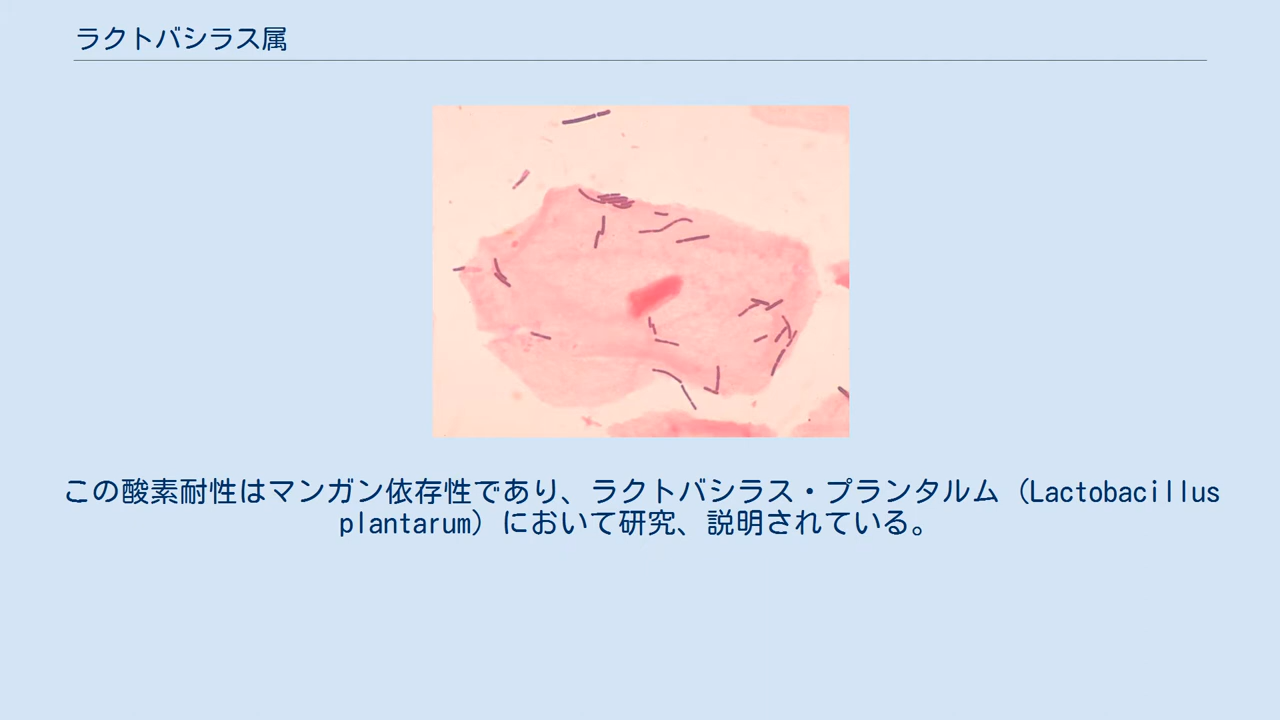 ラクトバシラス属
この酸素耐性はマンガン依存性であり、ラクトバシラス・プランタルム（Lactobacillus
plantarum）において研究、説明されている。